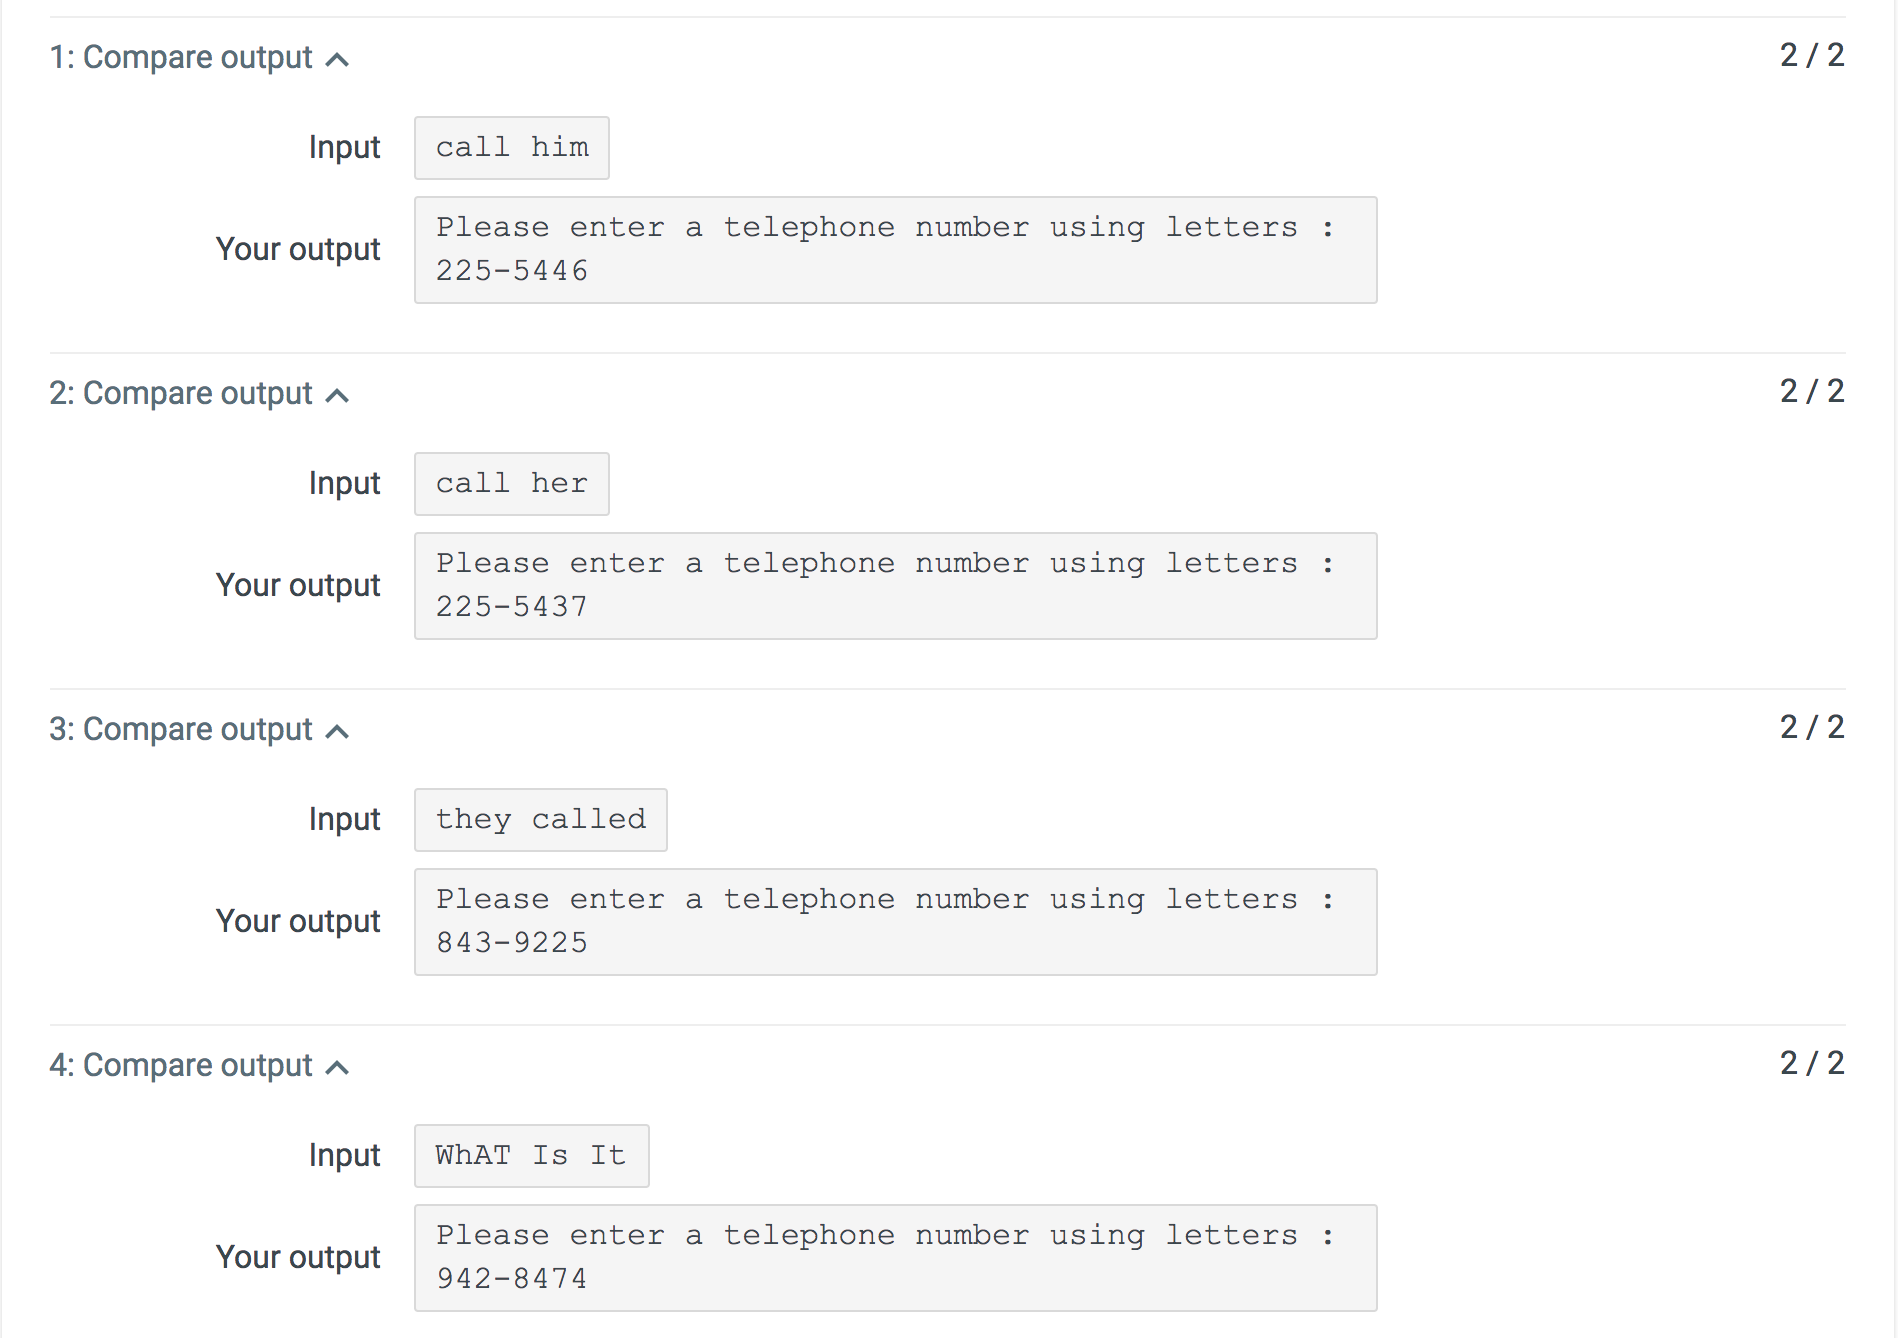 1: Compare output
2 / 2
Input
call him
Your output
Please enter a telephone number using letters :
225-5446
2: Compare output
2 / 2
Input
call her
Your output
Please enter a telephone number using letters :
225-5437
3: Compare output
2 / 2
Input
they called
Your output
Please enter a telephone number using letters :
843-9225
4: Compare output
2 / 2
Input
WhAT Is It
Your output
Please enter a telephone number using letters :
942-8474